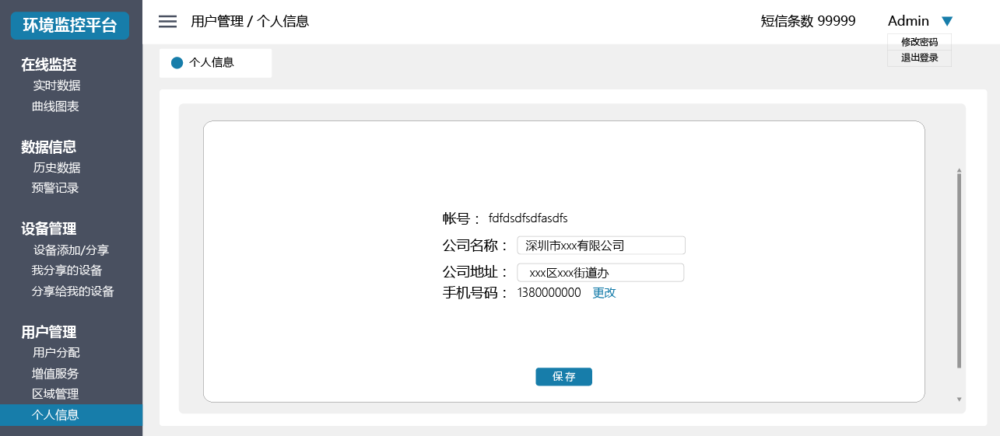 环境监控平台
在线监控
实时数据
曲线图表
数据信息
历史数据
预警记录
设备管理
设备添加/分享
我分享的设备
分享给我的设备
用户管理
用户分配
增值服务
区域管理
个人信息
用户管理 / 个人信息
短信条数 99999
Admin
修改密码
退出登录
个人信息
帐号： fdfdsdfsdfasdfs
公司名称： 深圳市xxx有限公司
公司地址： xxx区xxx街道办
手机号码： 1380000000 更改
保存